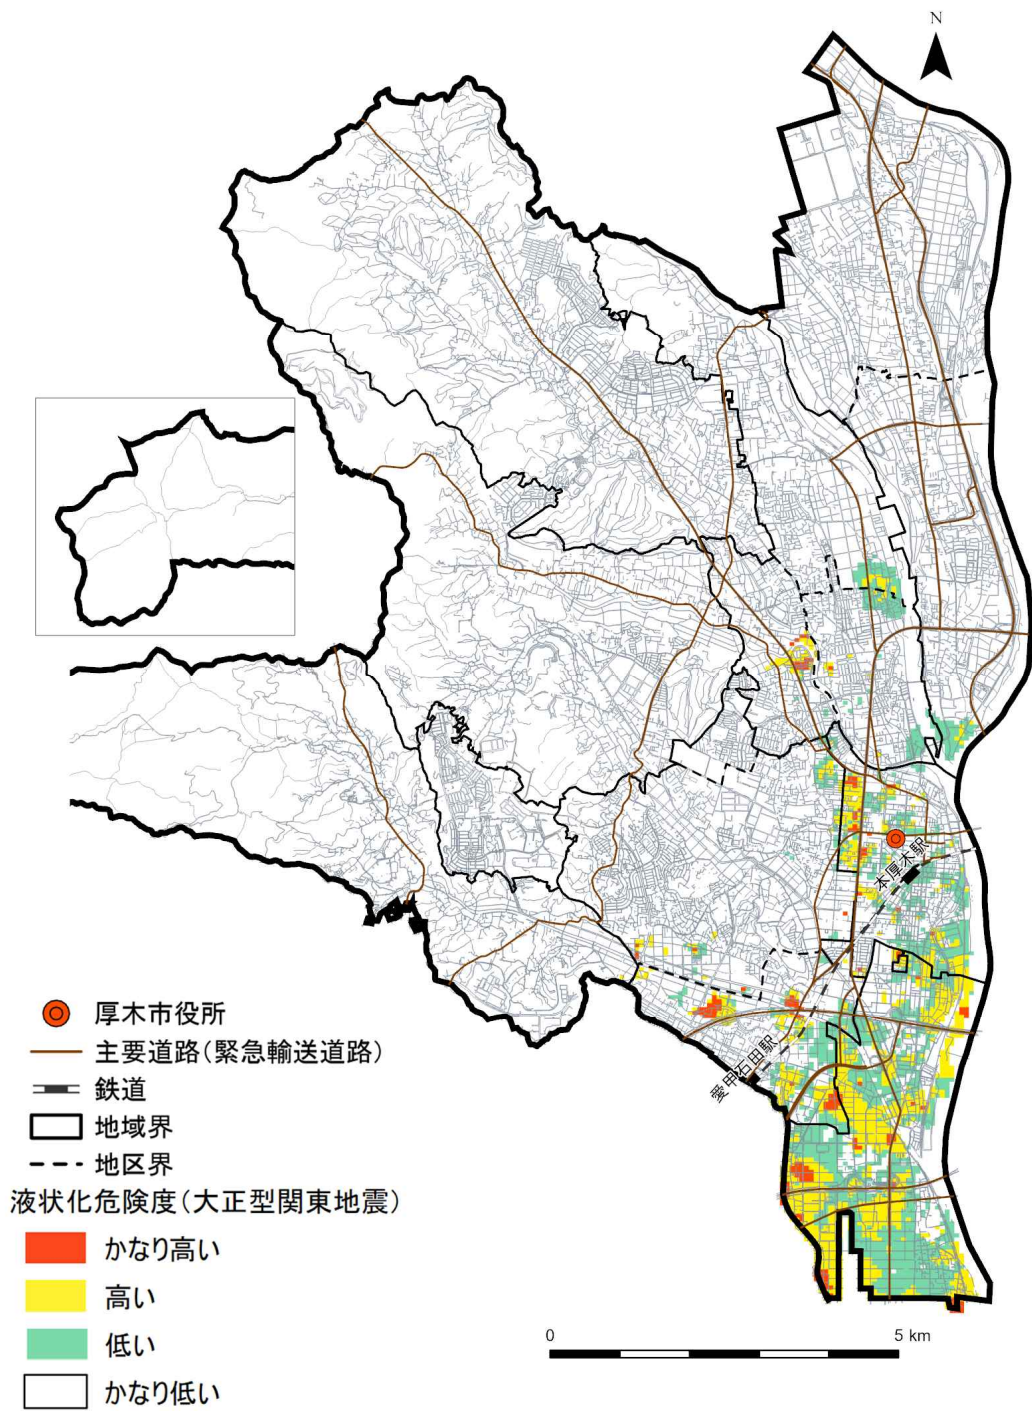 N
本厚木駅
愛甲石田駅
厚木市役所
主要道路(緊急輸送道路)
鉄道
地域界
地区界
液状化危険度(大正型関東地震)
かなり高い
高い
低い
かなり低い
0 5 km